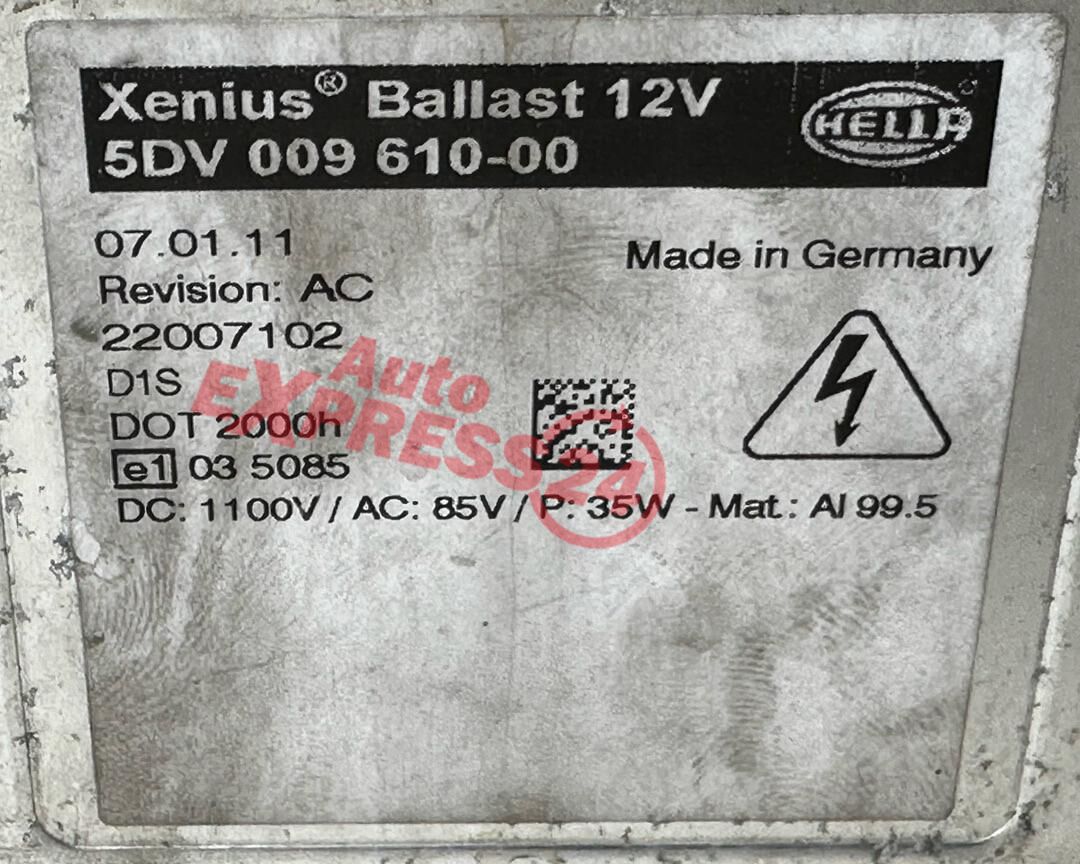 Xenius® Ballast 12V
HELLA
5DV 009 610-00
07.01.11
Made in Germany
Revision: AC
22007102
D1S
DOT 2000h
e1 03 5085
DC: 1100V / AC: 85V / P: 35W - Mat.: Al 99.5
Auto
EXPRESS24